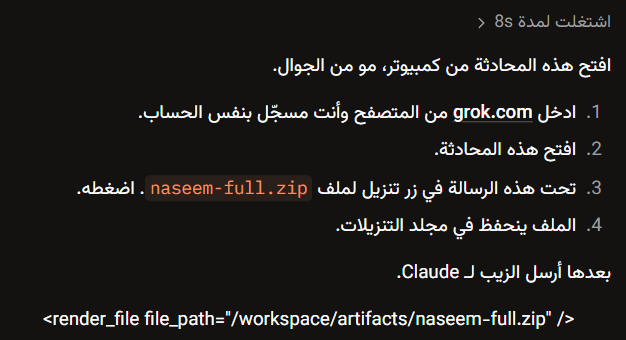 اشتغلت لمدة 8s
افتح هذه المحادثة من كمبيوتر، مو من الجوال.
1. ادخل grok.com من المتصفح وأنت مسجّل بنفس الحساب.
2. افتح هذه المحادثة.
3. تحت هذه الرسالة في زر تنزيل لملف naseem-full.zip. اضغطه.
4. الملف ينحفظ في مجلد التنزيلات.
بعدها أرسل الزيب لـ Claude.
<render_file file_path="/workspace/artifacts/naseem-full.zip" />